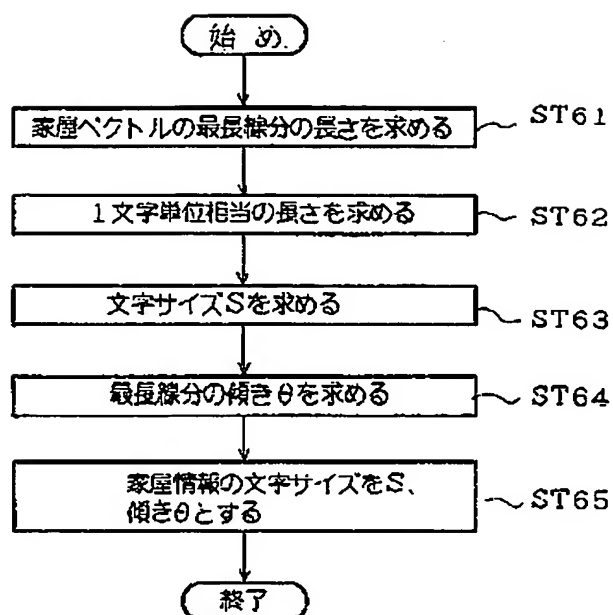 始め
家屋ベクトルの最長線分の長さを求める
ST61
1文字単位相当の長さを求める
ST62
文字サイズSを求める
ST63
最長線分の傾きθを求める
ST64
家屋情報の文字サイズをS、
傾きθとする
ST65
終了